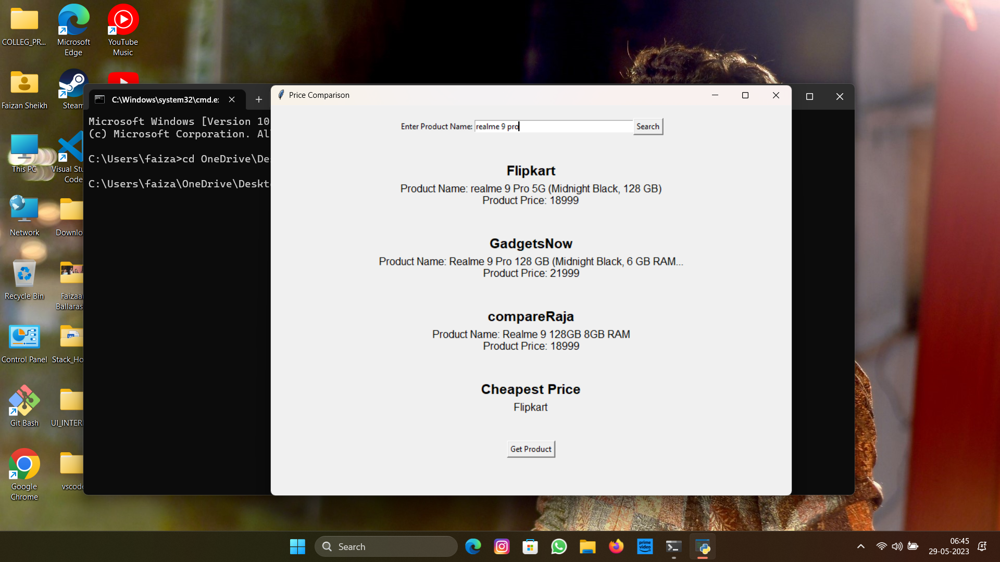 COLLEG_PR...
Microsoft
Edge
YouTube
Music
Faizan Sheikh
Steam
This PC
Visual Stu
Code
Network
Downlo
Recycle Bin
Faizaa
Ballaras
Control Panel
Stack_Ho
Git Bash
UI_INTERI
Google
Chrome
vscode
C:\Windows\system32\cmd.e
Microsoft Windows [Version 10
(c) Microsoft Corporation. Al
C:\Users\faiza>cd OneDrive\Des
C:\Users\faiza\OneDrive\Deskt
Price Comparison
Enter Product Name: realme 9 pro Search
Flipkart
Product Name: realme 9 Pro 5G (Midnight Black, 128 GB)
Product Price: 18999
GadgetsNow
Product Name: Realme 9 Pro 128 GB (Midnight Black, 6 GB RAM...
Product Price: 21999
compareRaja
Product Name: Realme 9 128GB 8GB RAM
Product Price: 18999
Cheapest Price
Flipkart
Get Product
Search
prime
video
06:45
29-05-2023